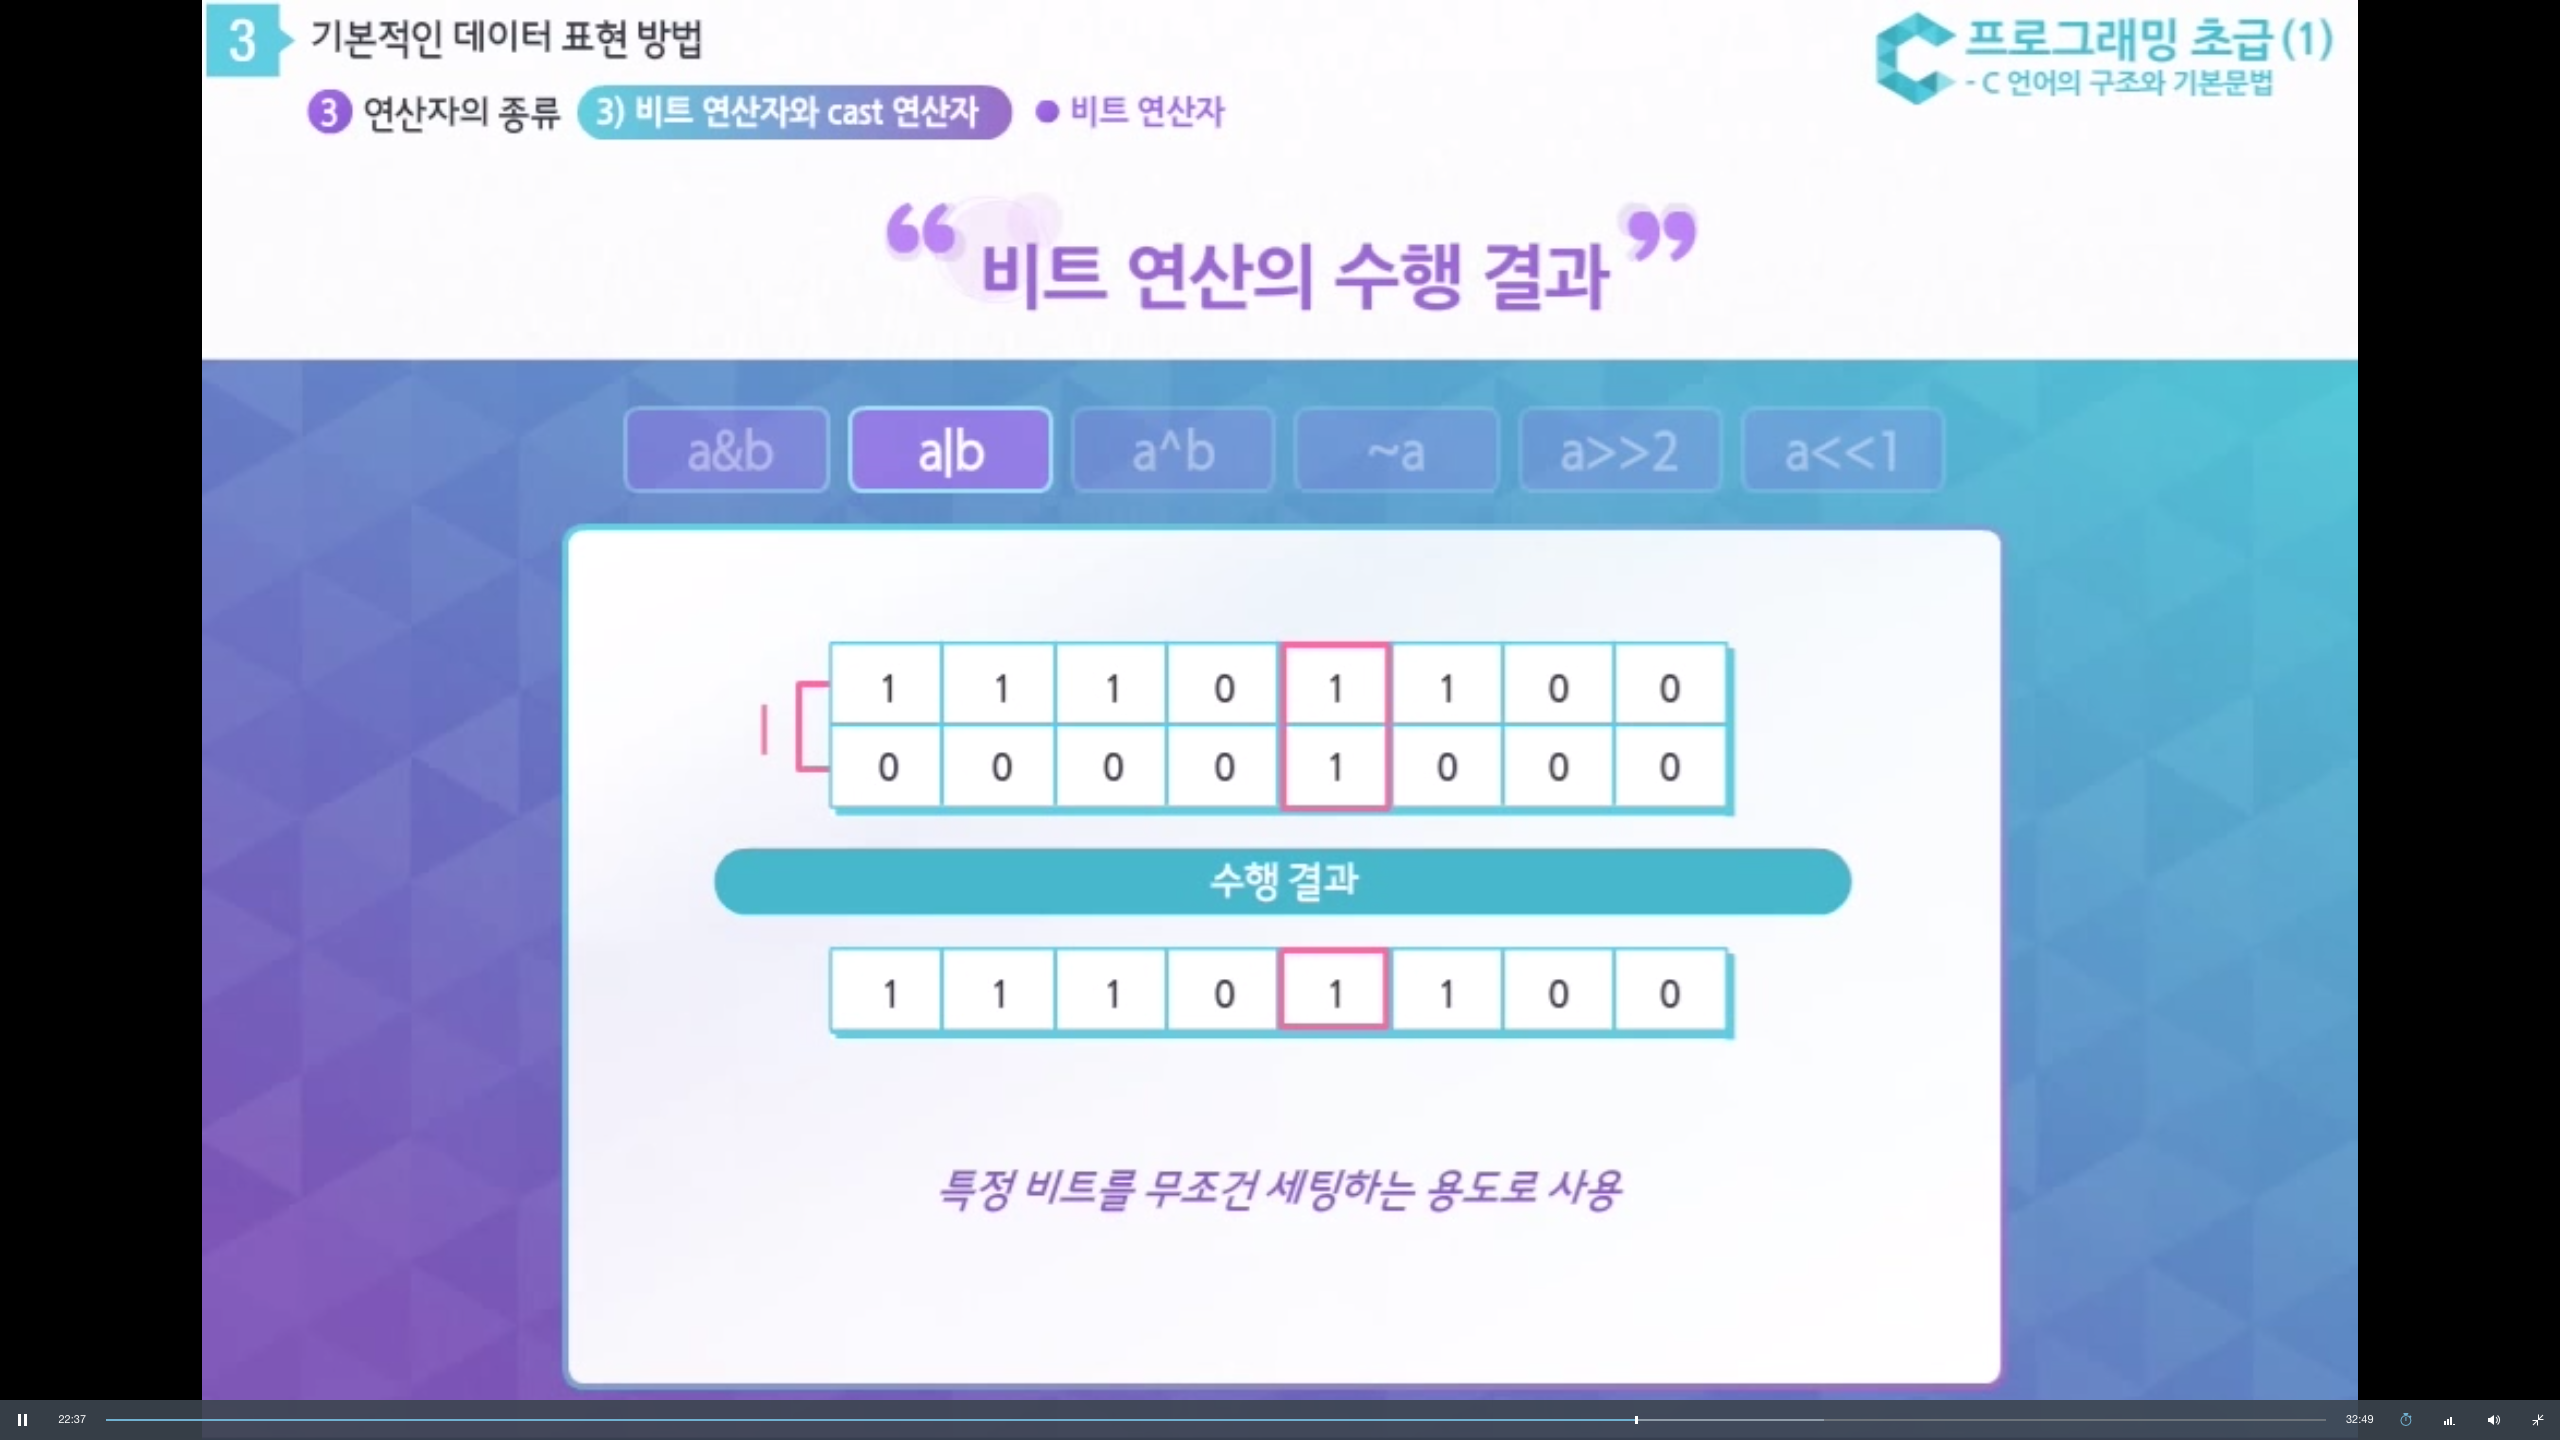 3 기본적인 데이터 표현 방법
프로그래밍 초급(1)
- C 언어의 구조와 기본문법
3 연산자의 종류 3) 비트 연산자와 cast 연산자 ● 비트 연산자
“ 비트 연산의 수행 결과 ”
a&b a|b a^b ~a a>>2 a<<1
1 1 1 0 1 1 0 0
|
0 0 0 0 1 0 0 0
수행 결과
1 1 1 0 1 1 0 0
특정 비트를 무조건 세팅하는 용도로 사용
22:37 32:49